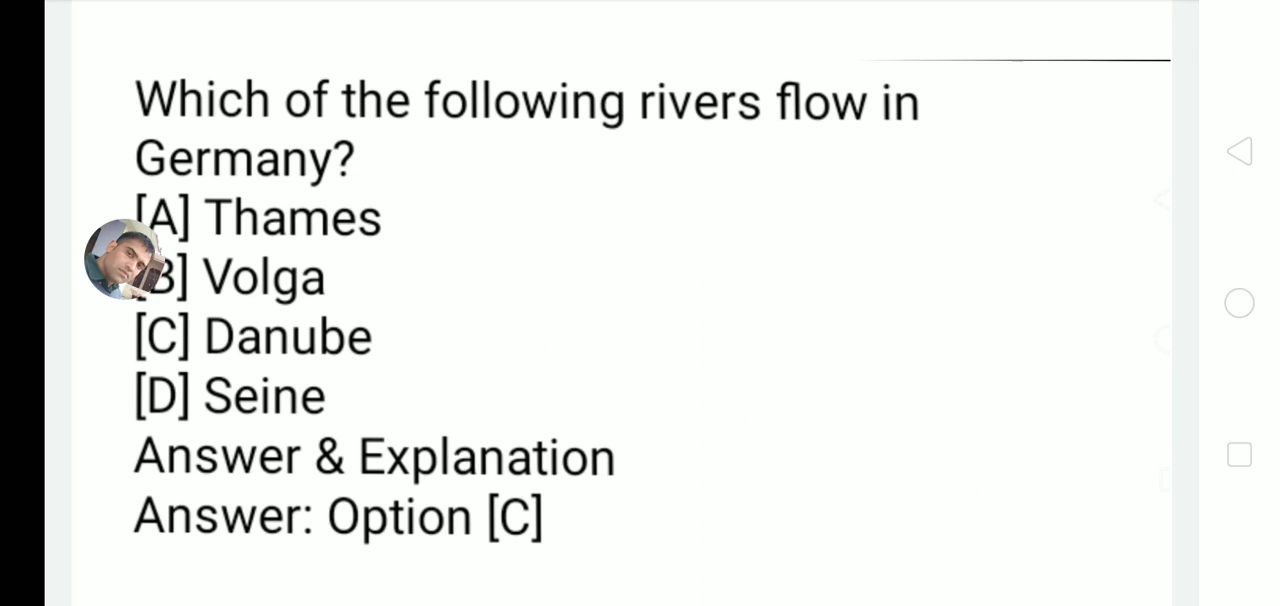 Which of the following rivers flow in
Germany?
[A] Thames
[B] Volga
[C] Danube
[D] Seine
Answer & Explanation
Answer: Option [C]